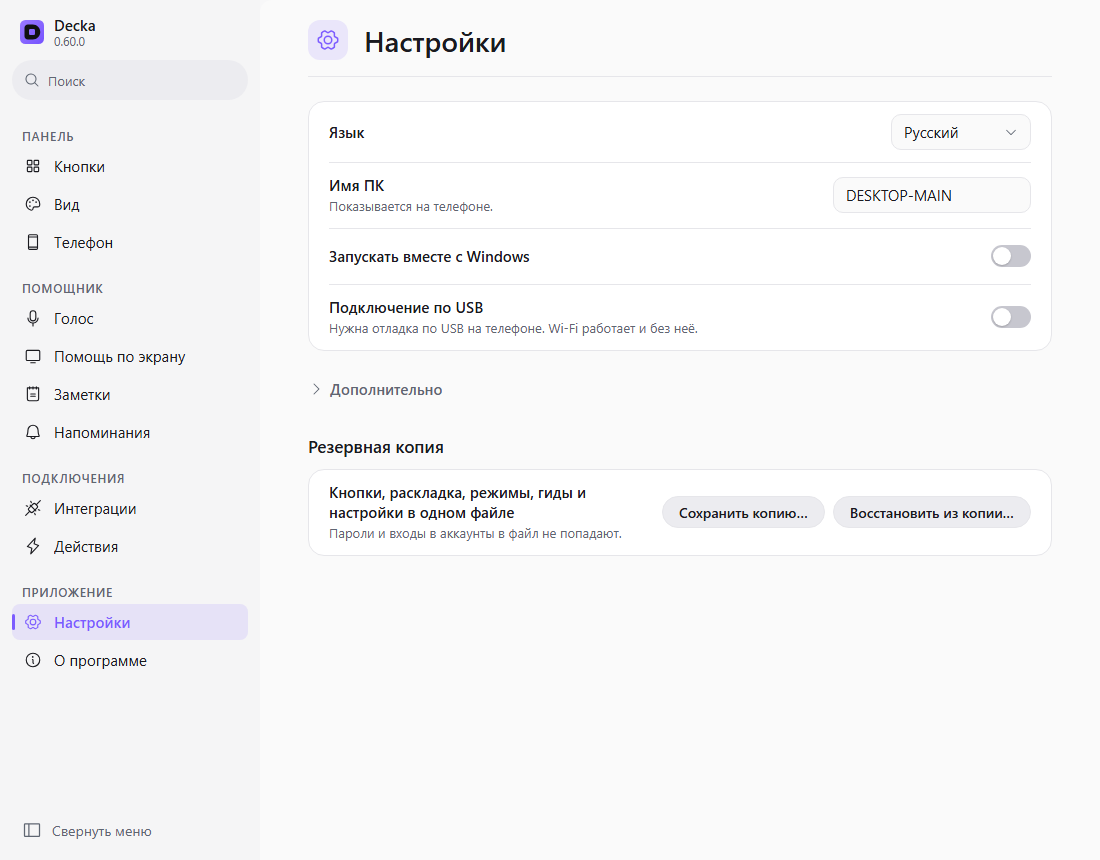 Decka
0.60.0
Поиск
ПАНЕЛЬ
Кнопки
Вид
Телефон
ПОМОЩНИК
Голос
Помощь по экрану
Заметки
Напоминания
ПОДКЛЮЧЕНИЯ
Интеграции
Действия
ПРИЛОЖЕНИЕ
Настройки
О программе
Свернуть меню
Настройки
Язык
Русский
Имя ПК
Показывается на телефоне.
DESKTOP-MAIN
Запускать вместе с Windows
Подключение по USB
Нужна отладка по USB на телефоне. Wi-Fi работает и без неё.
Дополнительно
Резервная копия
Кнопки, раскладка, режимы, гиды и
настройки в одном файле
Пароли и входы в аккаунты в файл не попадают.
Сохранить копию...
Восстановить из копии...